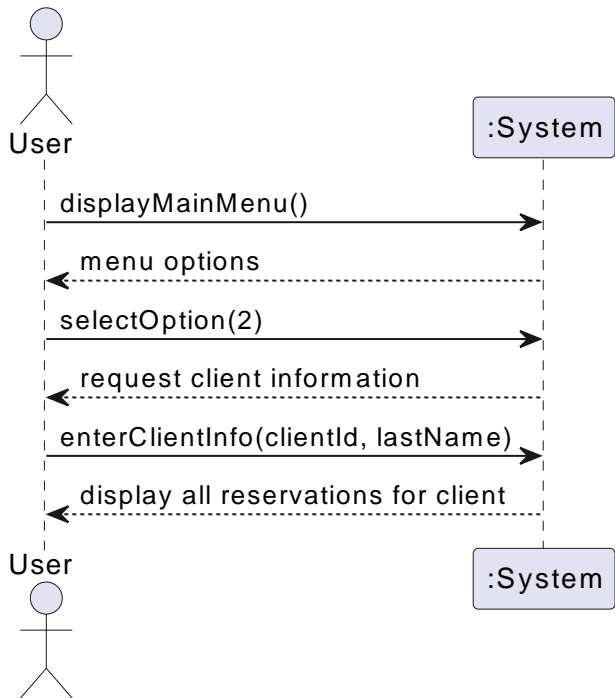 User
:System
displayMainMenu()
menu options
selectOption(2)
request client information
enterClientInfo(clientId, lastName)
display all reservations for client
User
:System